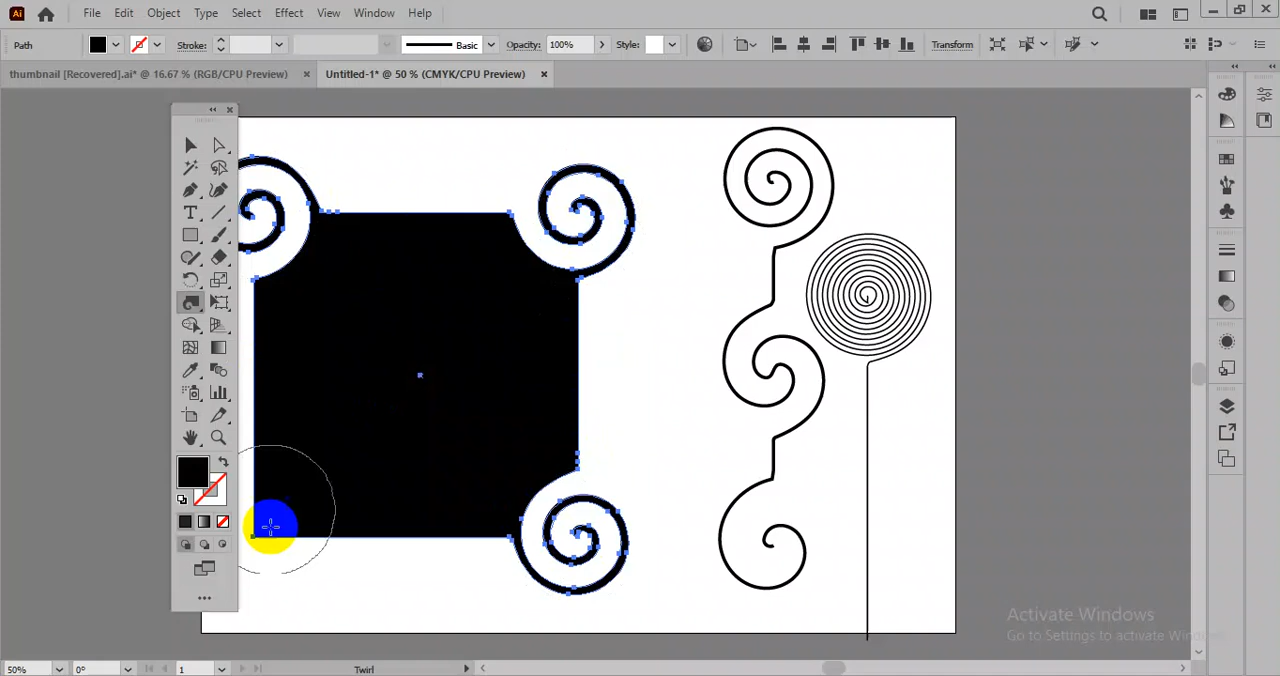 Ai File Edit Object Type Select Effect View Window Help
Path Stroke: Basic Opacity: 100% Style: Transform
thumbnail [Recovered].ai* @ 16.67 % (RGB/CPU Preview) × Untitled-1* @ 50 % (CMYK/CPU Preview) ×
T
Activate Windows
Go to Settings to activate Windows
50% 0° 1 Twirl